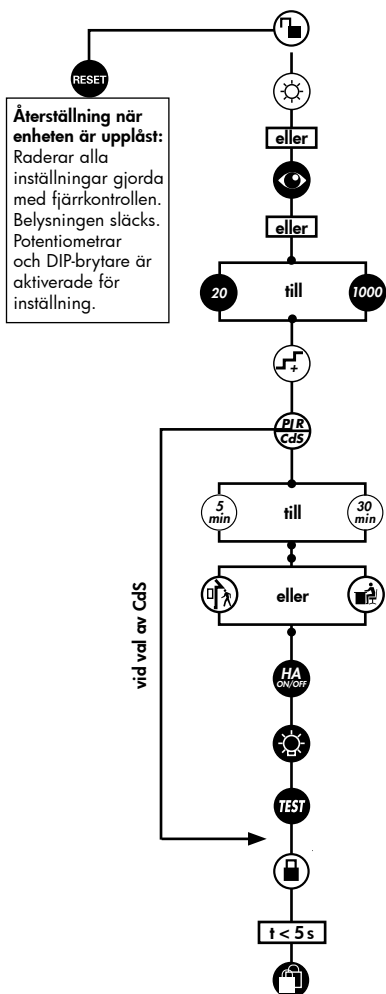 RESET
Återställning när
enheten är upplåst:
Raderar alla
inställningar gjorda
med fjärrkontrollen.
Belysningen släcks.
Potentiometrar
och DIP-brytare är
aktiverade för
inställning.
eller
eller
20 till 1000
+
PIR
CdS
5 min till 30 min
eller
vid val av CdS
HA
ON/OFF
TEST
t < 5 s